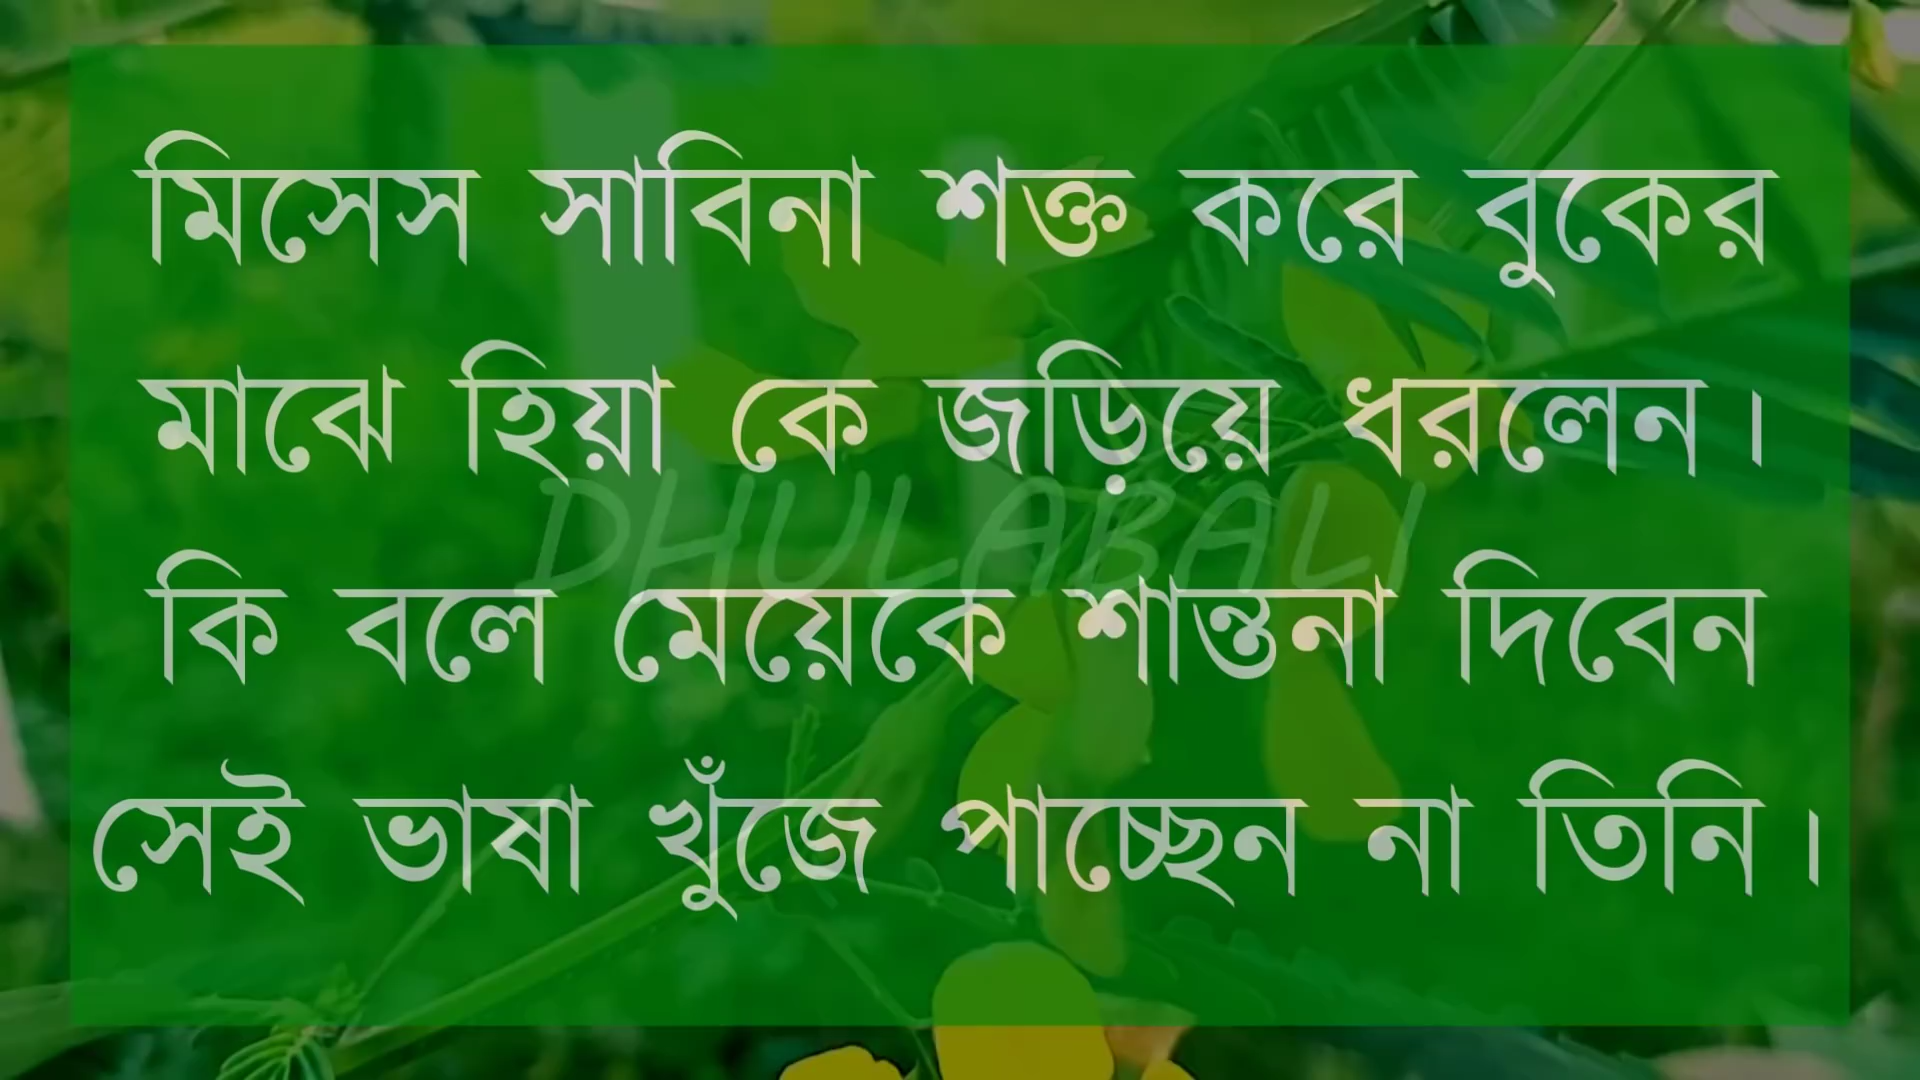 মিসেস সাবিনা শক্ত করে বুকের
মাঝে হিয়া কে জড়িয়ে ধরলেন।
DHULABALI
কি বলে মেয়েকে শান্তনা দিবেন
সেই ভাষা খুঁজে পাচ্ছেন না তিনি।